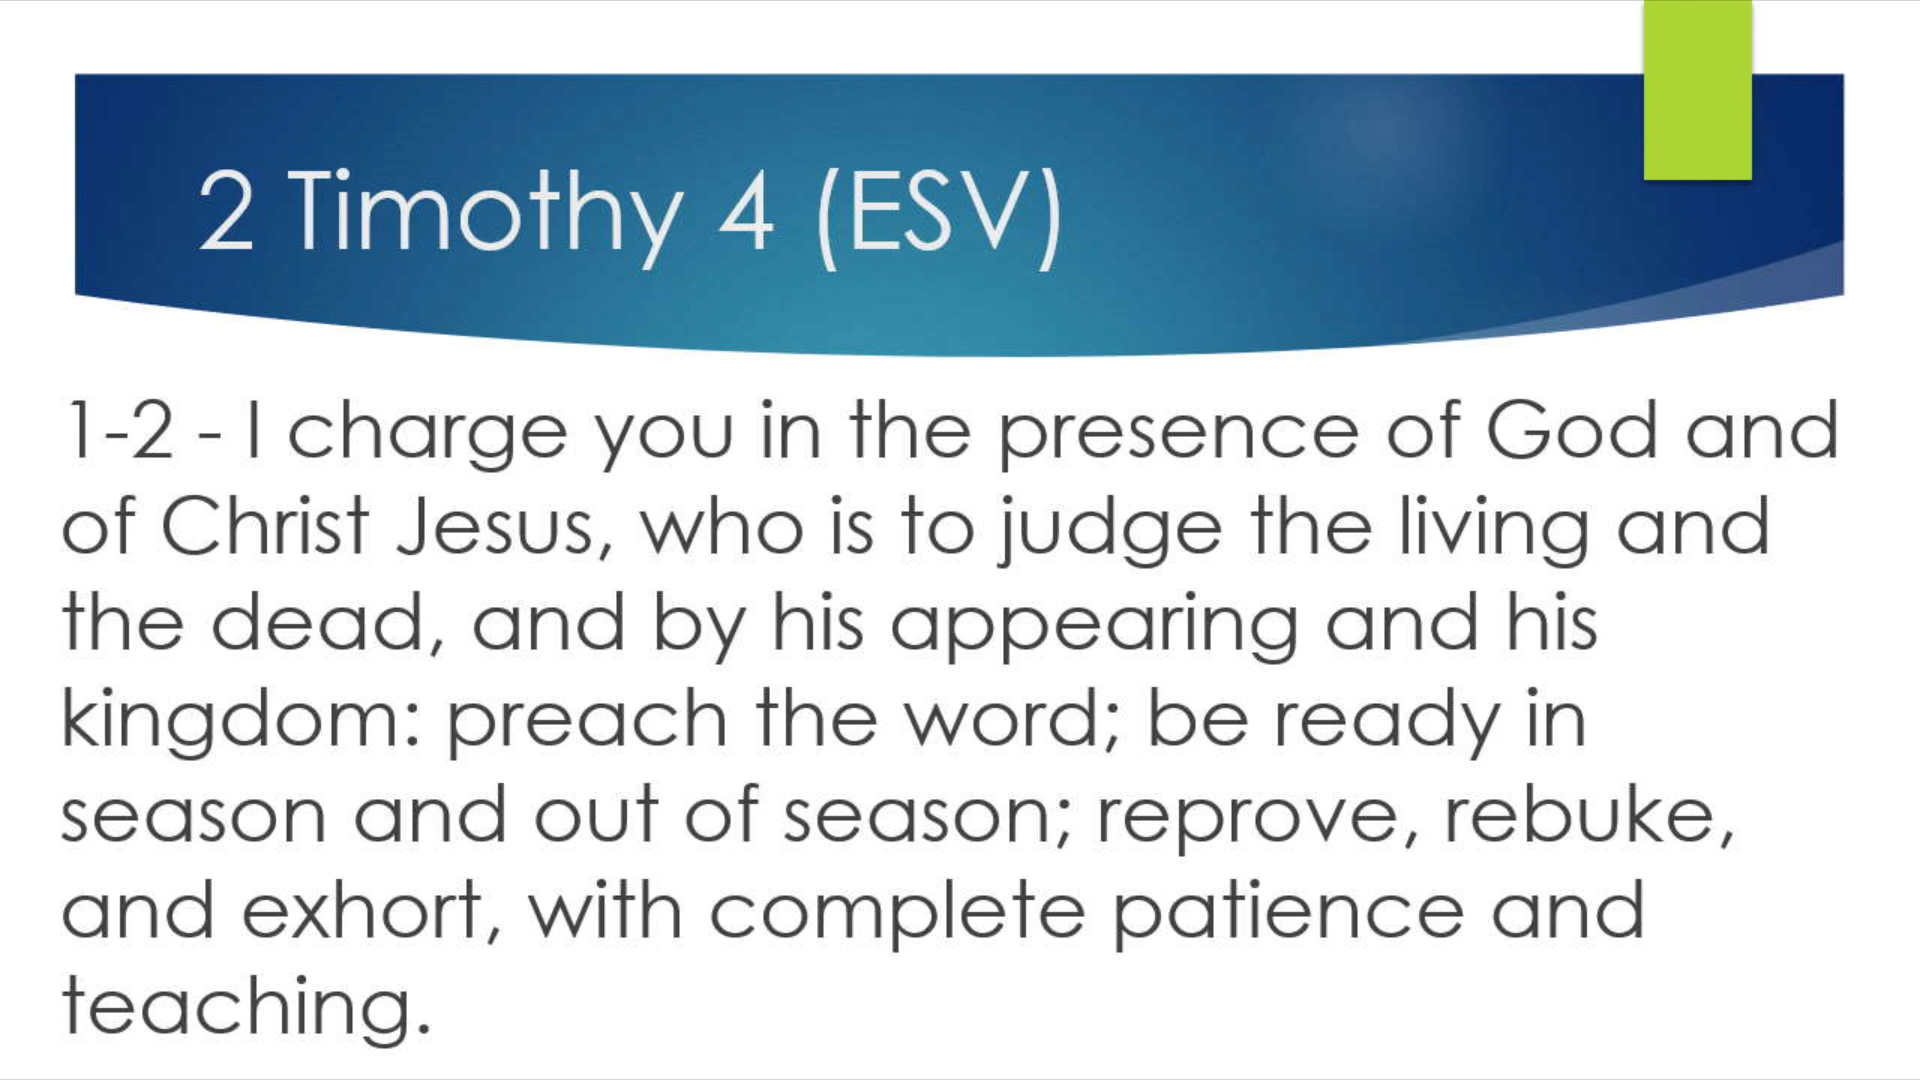 2 Timothy 4 (ESV)
1-2 - I charge you in the presence of God and
of Christ Jesus, who is to judge the living and
the dead, and by his appearing and his
kingdom: preach the word; be ready in
season and out of season; reprove, rebuke,
and exhort, with complete patience and
teaching.